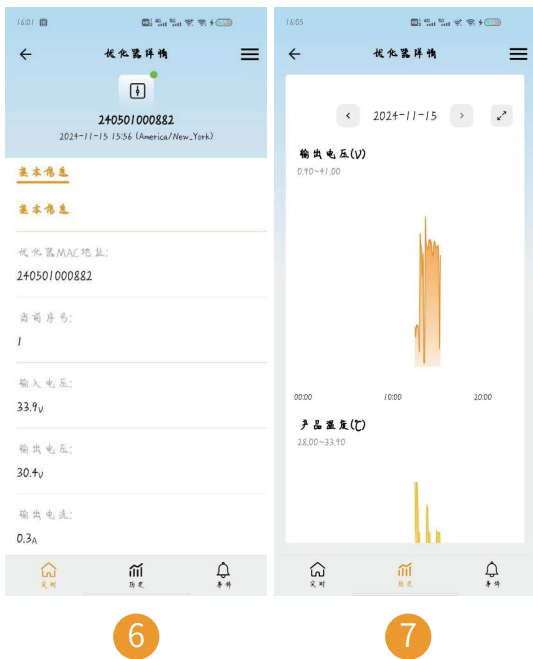 16:01
优化器详情
240501000882
2024-11-15 15:56 (America/New_York)
基本信息
基本信息
优化器MAC地址:
240501000882
当前序号:
1
输入电压:
33.9v
输出电压:
30.4v
输出电流:
0.3A
实时
历史
事件
6
16:05
优化器详情
2024-11-15
输出电压(V)
0.90~41.00
00:00
10:00
20:00
产品温度(℃)
28.00~33.90
实时
历史
事件
7